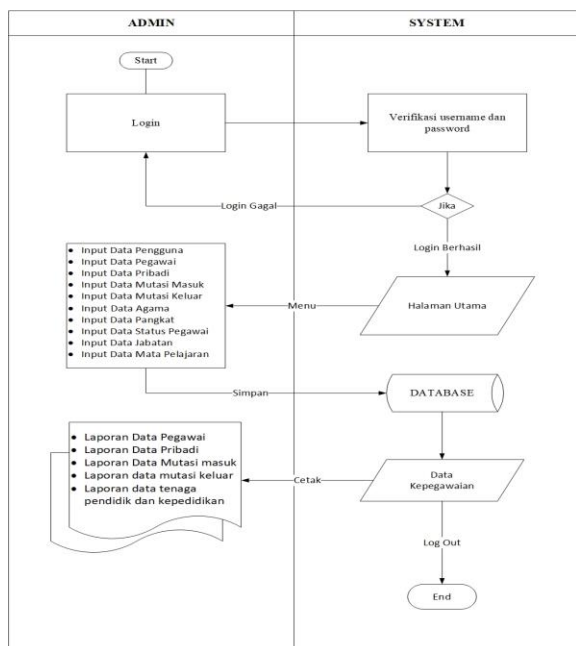 ADMIN
SYSTEM
Start
Login
Verifikasi username dan
password
Login Gagal
Jika
Login Berhasil
• Input Data Pengguna
• Input Data Pegawai
• Input Data Pribadi
• Input Data Mutasi Masuk
• Input Data Mutasi Keluar
• Input Data Agama
• Input Data Pangkat
• Input Data Status Pegawai
• Input Data Jabatan
• Input Data Mata Pelajaran
Menu
Halaman Utama
Simpan
DATABASE
• Laporan Data Pegawai
• Laporan Data Pribadi
• Laporan Data Mutasi masuk
• Laporan data mutasi keluar
• Laporan data tenaga
pendidik dan kepedidikan
Cetak
Data
Kepegawaian
Log Out
End